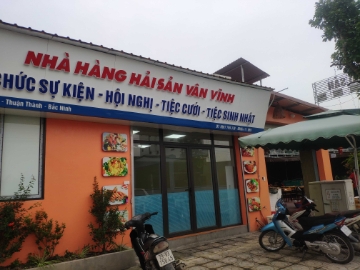 NHÀ HÀNG HẢI SẢN VĂN VĨNH
CHỨC SỰ KIỆN - HỘI NGHỊ - TIỆC CƯỚI - TIỆC SINH NHẬT
- Thuận Thành - Bắc Ninh